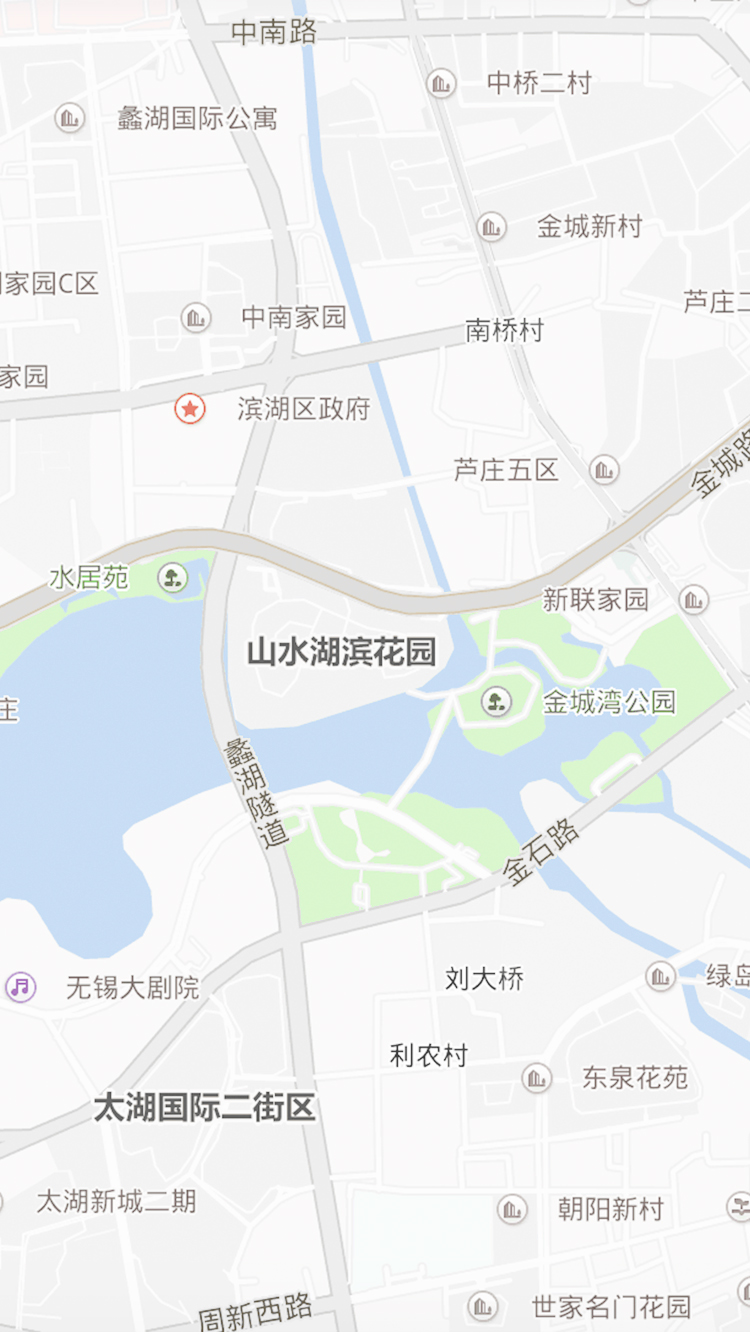 中南路
中桥二村
蠡湖国际公寓
金城新村
家园C区
芦庄二
中南家园
南桥村
家园
滨湖区政府
金城路
芦庄五区
水居苑
新联家园
山水湖滨花园
金城湾公园
庄
蠡湖隧道
金石路
无锡大剧院
刘大桥
绿岛
利农村
东泉花苑
太湖国际二街区
太湖新城二期
朝阳新村
周新西路
世家名门花园